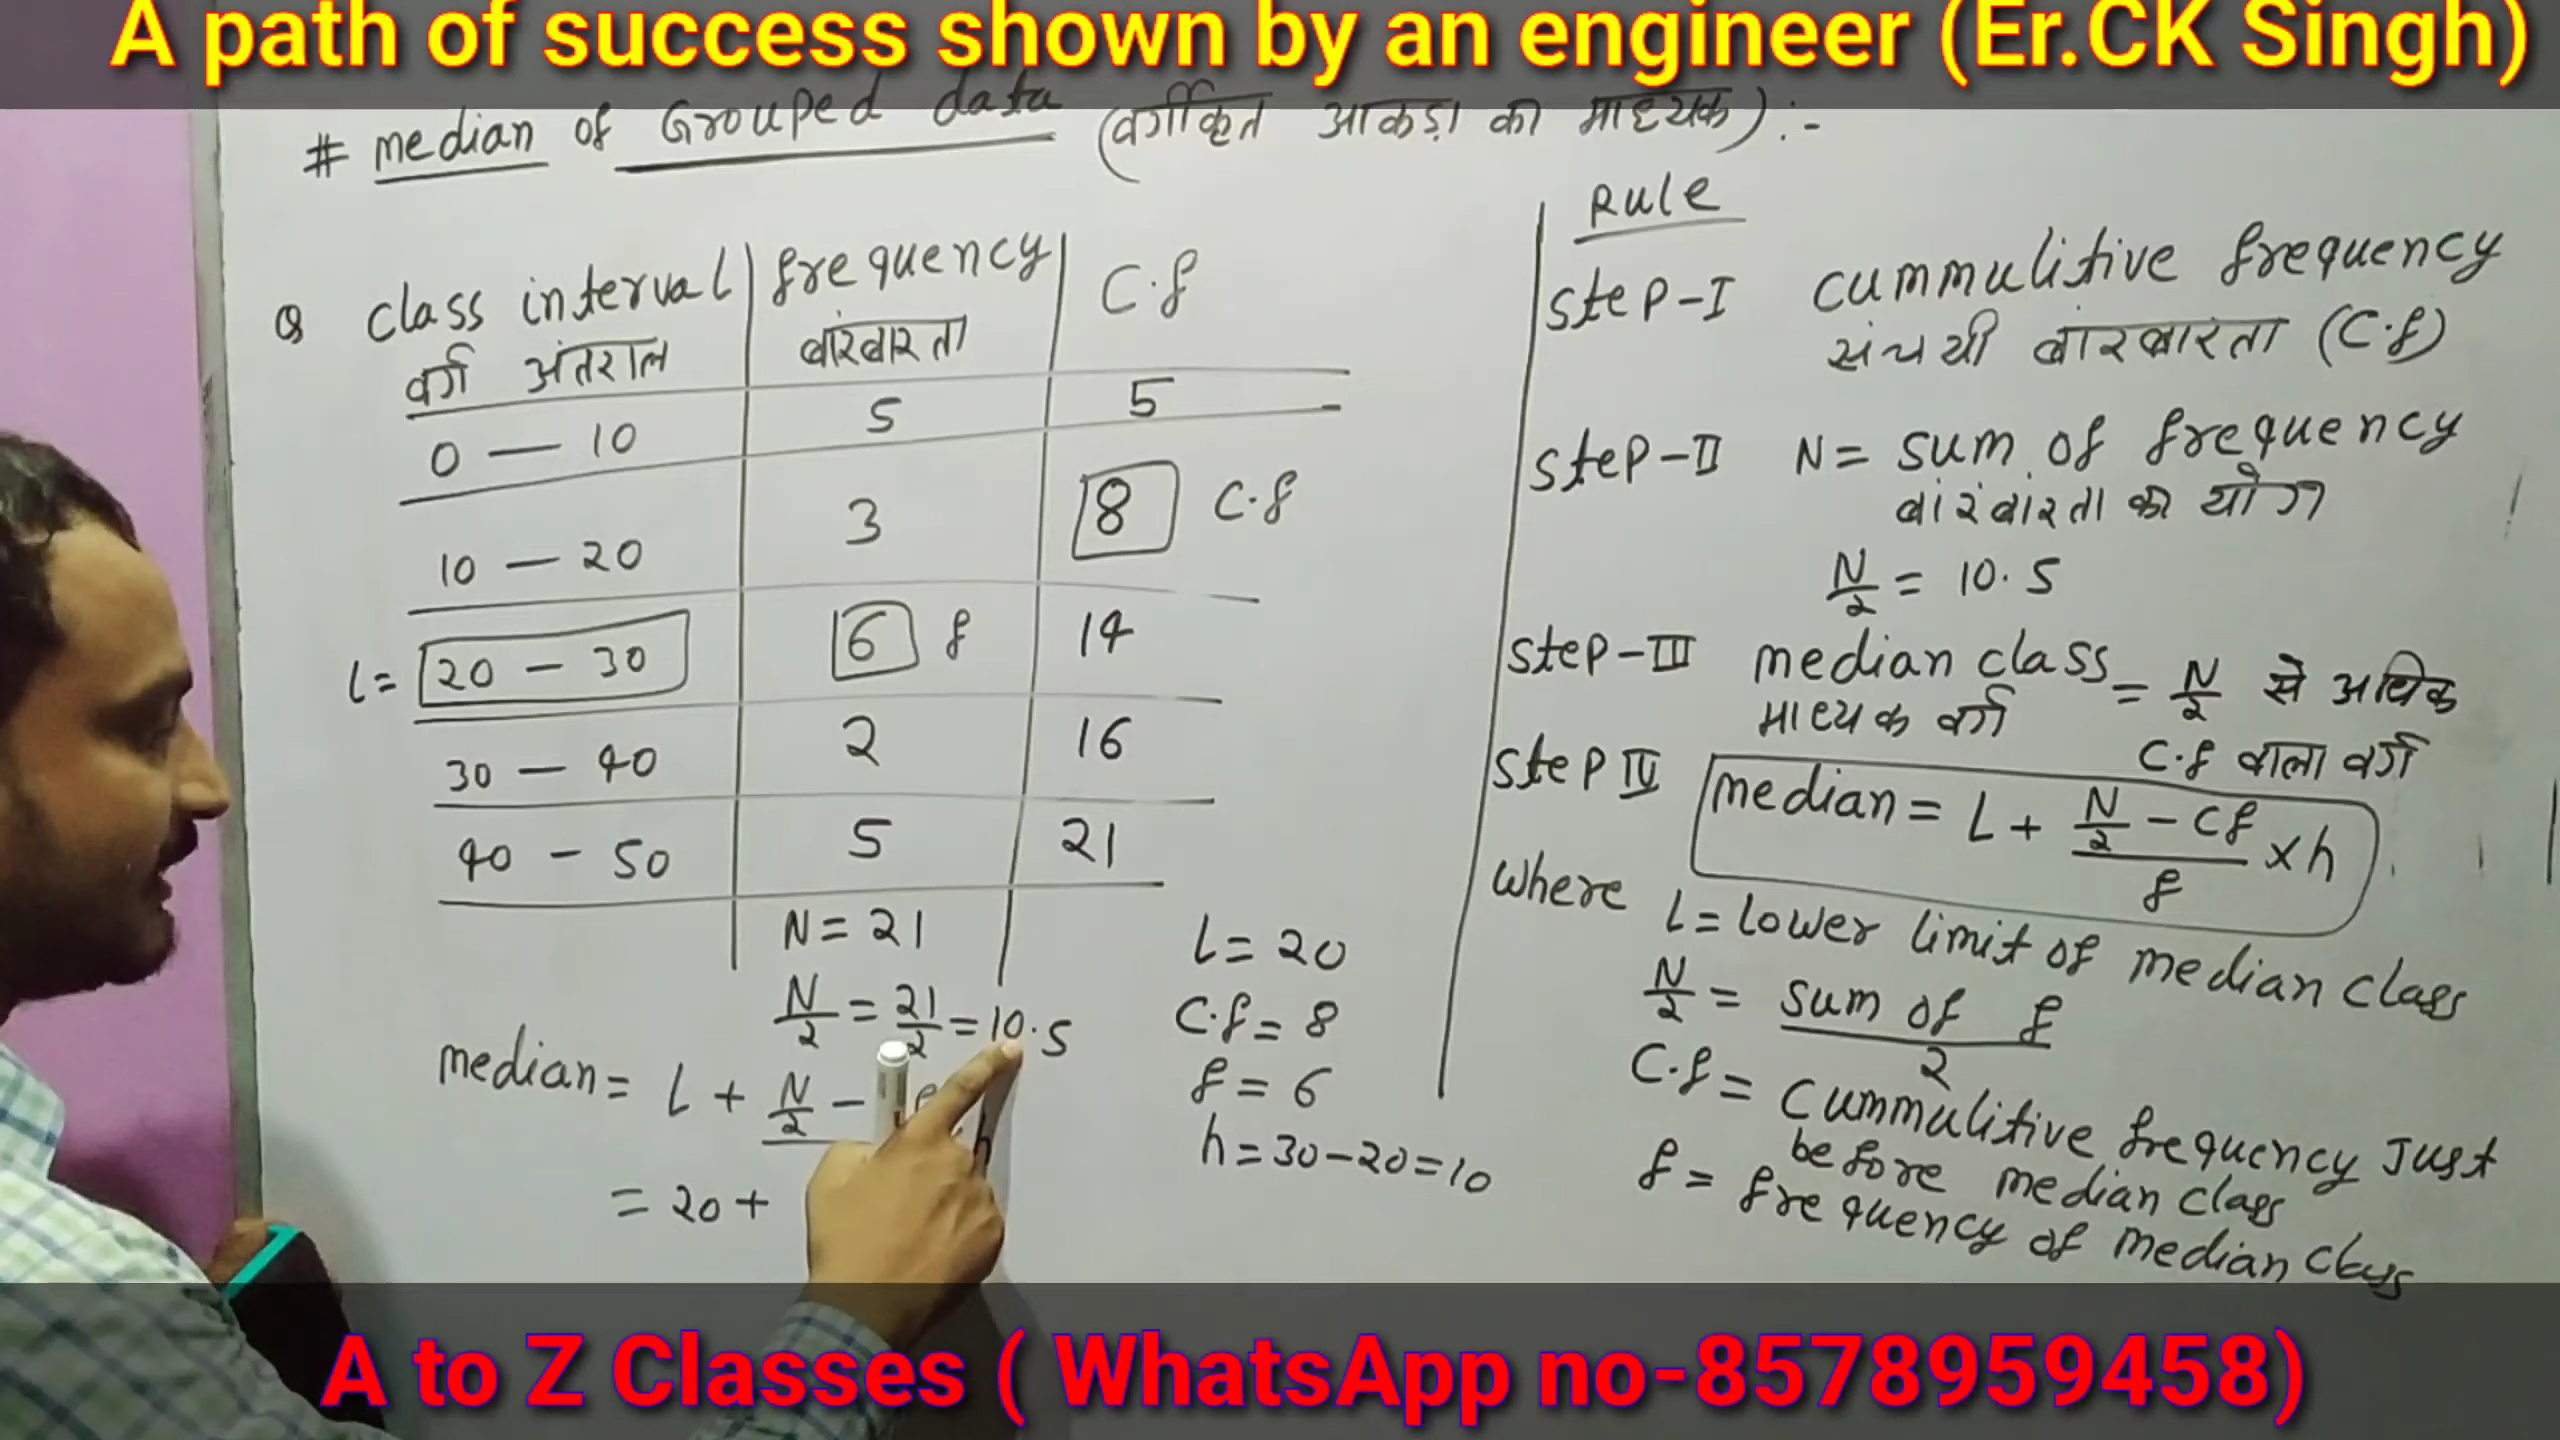 A path of success shown by an engineer (Er.CK Singh)
# median of Grouped data (वर्गीकृत आकड़ा का माध्यक) :-
Q class interval frequency C.f
वर्ग अंतराल बांरबारता
0 — 10 5 5
10 — 20 3 8 C.f
l = 20 — 30 6 f 14
30 — 40 2 16
40 — 50 5 21
N = 21
N/2 = 21/2 = 10.5
median = l + N/2 - h
= 20 +
l = 20
C.f = 8
f = 6
h = 30-20=10
Rule
Step-I cummulitive frequency
संचयी बांरबारता (C.f)
Step-II N = sum of frequency
बांरंबांरता का योग
N/2 = 10.5
Step-III median class = N/2 से अधिक
माध्यक वर्ग C.f वाला वर्ग
Step IV median = L + (N/2 - cf)/f × h
Where l = lower limit of median class
N/2 = sum of f / 2
C.f = Cummulitive frequency Just
before median class
f = frequency of median class
A to Z Classes ( WhatsApp no-8578959458)